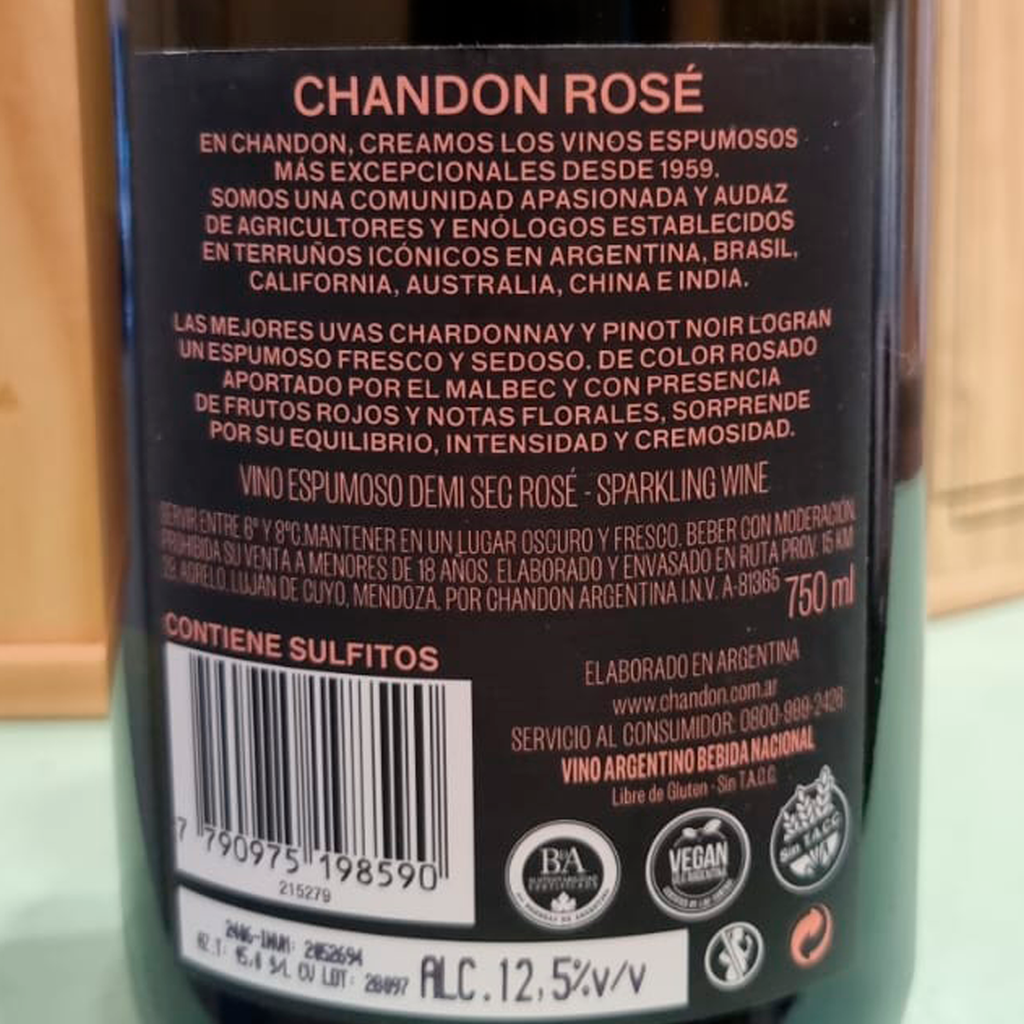 CHANDON ROSÉ
EN CHANDON, CREAMOS LOS VINOS ESPUMOSOS
MÁS EXCEPCIONALES DESDE 1959.
SOMOS UNA COMUNIDAD APASIONADA Y AUDAZ
DE AGRICULTORES Y ENÓLOGOS ESTABLECIDOS
EN TERRUÑOS ICÓNICOS EN ARGENTINA, BRASIL,
CALIFORNIA, AUSTRALIA, CHINA E INDIA.
LAS MEJORES UVAS CHARDONNAY Y PINOT NOIR LOGRAN
UN ESPUMOSO FRESCO Y SEDOSO. DE COLOR ROSADO
APORTADO POR EL MALBEC Y CON PRESENCIA
DE FRUTOS ROJOS Y NOTAS FLORALES, SORPRENDE
POR SU EQUILIBRIO, INTENSIDAD Y CREMOSIDAD.
VINO ESPUMOSO DEMI SEC ROSÉ - SPARKLING WINE
SERVIR ENTRE 6° Y 8°C. MANTENER EN UN LUGAR OSCURO Y FRESCO. BEBER CON MODERACIÓN.
PROHIBIDA SU VENTA A MENORES DE 18 AÑOS. ELABORADO Y ENVASADO EN RUTA PROV. 15 KM
29, AGRELO, LUJÁN DE CUYO, MENDOZA. POR CHANDON ARGENTINA I.N.V. A-81365
750 ml
CONTIENE SULFITOS
7 790975 198590
215279
ELABORADO EN ARGENTINA
www.chandon.com.ar
SERVICIO AL CONSUMIDOR: 0800-999-2426
VINO ARGENTINO BEBIDA NACIONAL
Libre de Gluten - Sin T.A.C.C.
BdA
SUSTENTABILIDAD
VEGAN
Sin T.A.C.C.
LOT:
ALC. 12,5%v/v